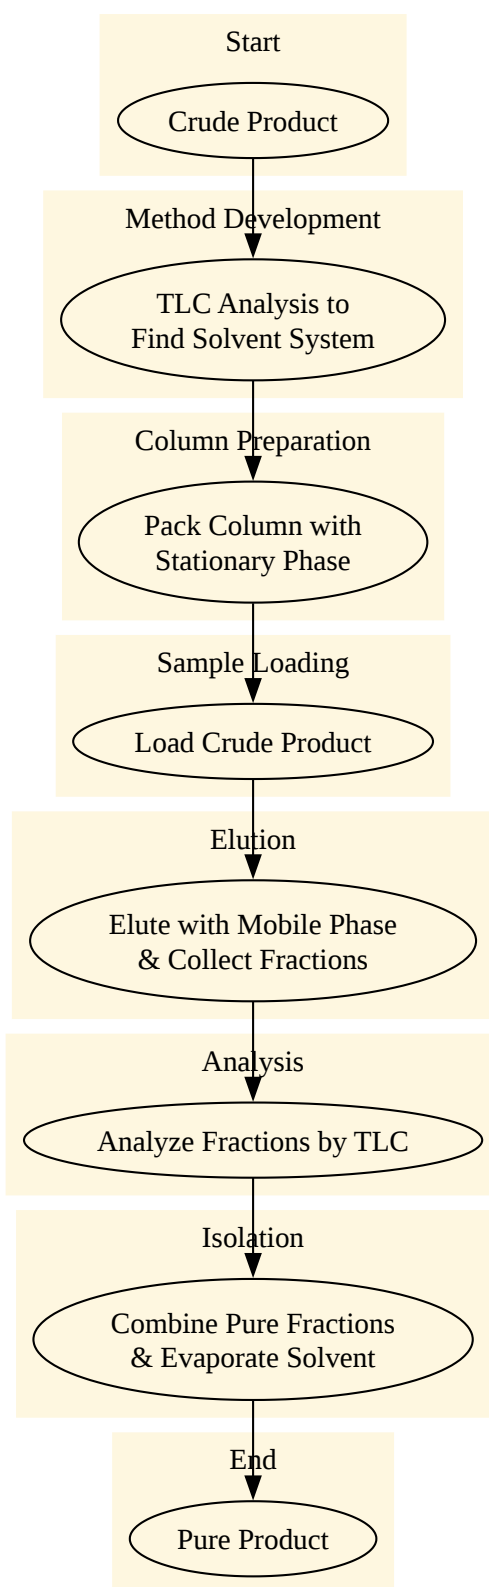 Start
Crude Product
Method Development
TLC Analysis to
Find Solvent System
Column Preparation
Pack Column with
Stationary Phase
Sample Loading
Load Crude Product
Elution
Elute with Mobile Phase
& Collect Fractions
Analysis
Analyze Fractions by TLC
Isolation
Combine Pure Fractions
& Evaporate Solvent
End
Pure Product